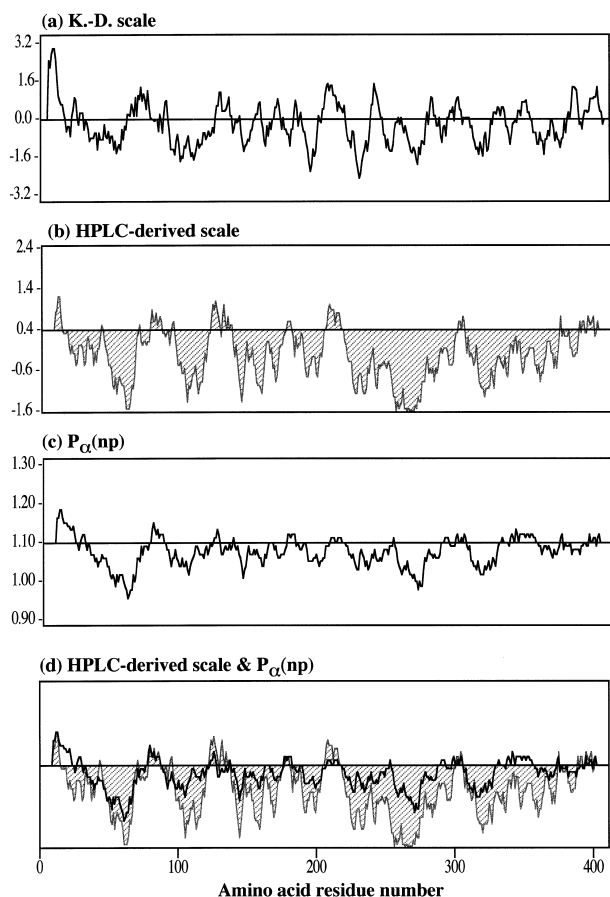 (a) K.-D. scale
3.2
1.6
0.0
-1.6
-3.2
(b) HPLC-derived scale
2.4
1.4
0.4
-0.6
-1.6
(c) Pα(np)
1.30
1.20
1.10
1.00
0.90
(d) HPLC-derived scale & Pα(np)
0 100 200 300 400
Amino acid residue number